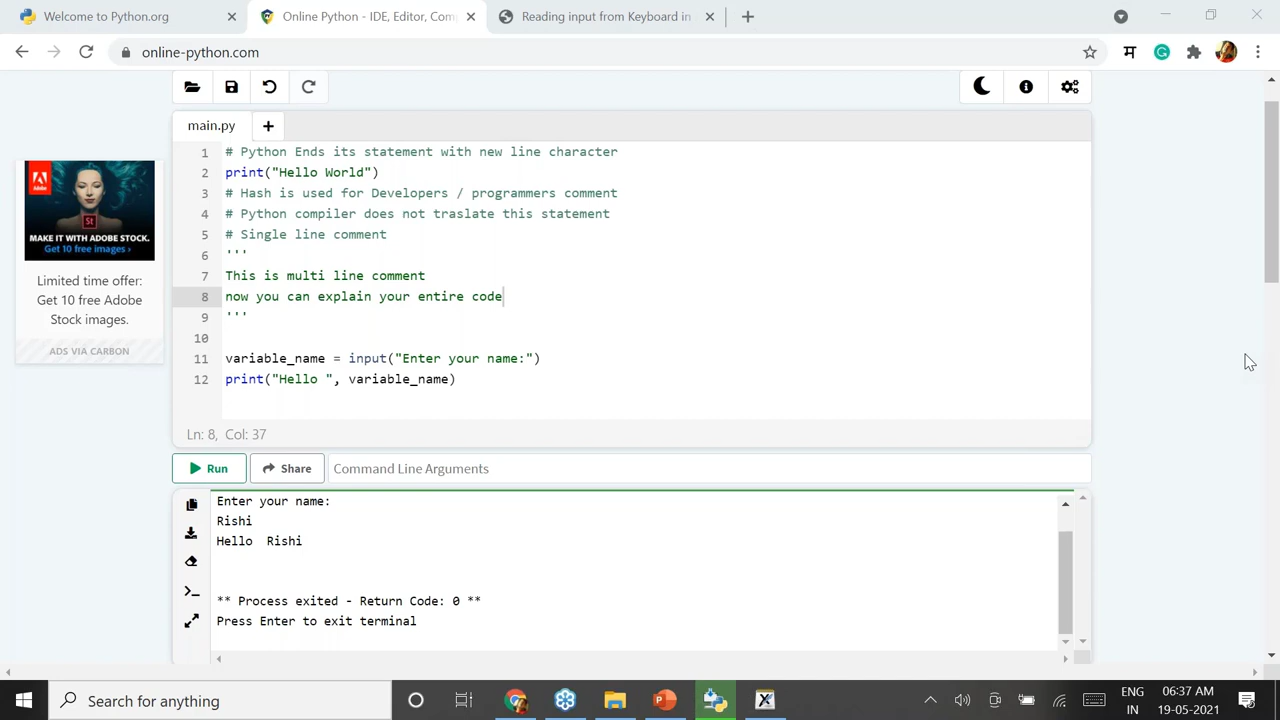 Welcome to Python.org
Online Python - IDE, Editor, Com
Reading input from Keyboard in
online-python.com
म
main.py
1 # Python Ends its statement with new line character
2 print("Hello World")
3 # Hash is used for Developers / programmers comment
4 # Python compiler does not traslate this statement
5 # Single line comment
6 '''
7 This is multi line comment
8 now you can explain your entire code
9 '''
10
11 variable_name = input("Enter your name:")
12 print("Hello ", variable_name)
Ln: 8, Col: 37
Adobe
St
MAKE IT WITH ADOBE STOCK.
Get 10 free images ›
Limited time offer:
Get 10 free Adobe
Stock images.
ADS VIA CARBON
Run
Share
Command Line Arguments
Enter your name:
Rishi
Hello  Rishi
** Process exited - Return Code: 0 **
Press Enter to exit terminal
Search for anything
ENG
IN
06:37 AM
19-05-2021